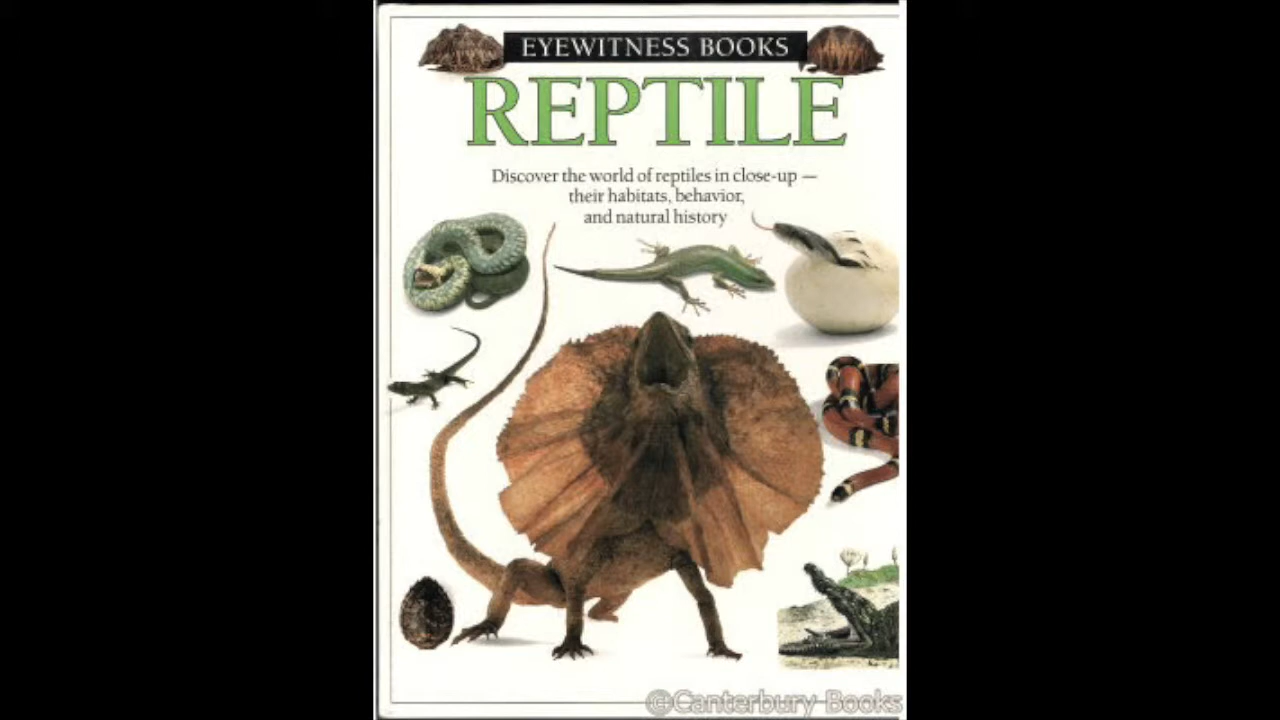 EYEWITNESS BOOKS
REPTILE
Discover the world of reptiles in close-up —
their habitats, behavior,
and natural history
©Canterbury Books